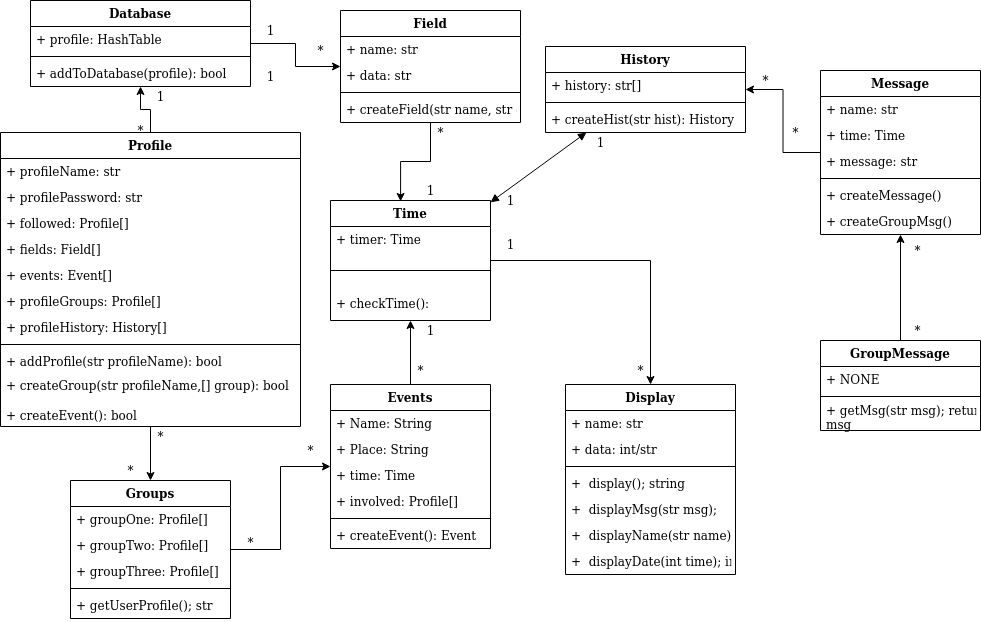 Database
+ profile: HashTable
+ addToDatabase(profile): bool
1
*
1
Field
+ name: str
+ data: str
+ createField(str name, str
*
1
History
+ history: str[]
+ createHist(str hist): History
1
1
*
*
Message
+ name: str
+ time: Time
+ message: str
+ createMessage()
+ createGroupMsg()
*
*
GroupMessage
+ NONE
+ getMsg(str msg); retu
msg
1
*
Profile
+ profileName: str
+ profilePassword: str
+ followed: Profile[]
+ fields: Field[]
+ events: Event[]
+ profileGroups: Profile[]
+ profileHistory: History[]
+ addProfile(str profileName): bool
+ createGroup(str profileName,[] group): bool
+ createEvent(): bool
*
*
Time
+ timer: Time
+ checkTime():
1
*
1
*
Groups
+ groupOne: Profile[]
+ groupTwo: Profile[]
+ groupThree: Profile[]
+ getUserProfile(); str
*
*
Events
+ Name: String
+ Place: String
+ time: Time
+ involved: Profile[]
+ createEvent(): Event
Display
+ name: str
+ data: int/str
+ display(); string
+ displayMsg(str msg);
+ displayName(str name)
+ displayDate(int time); i